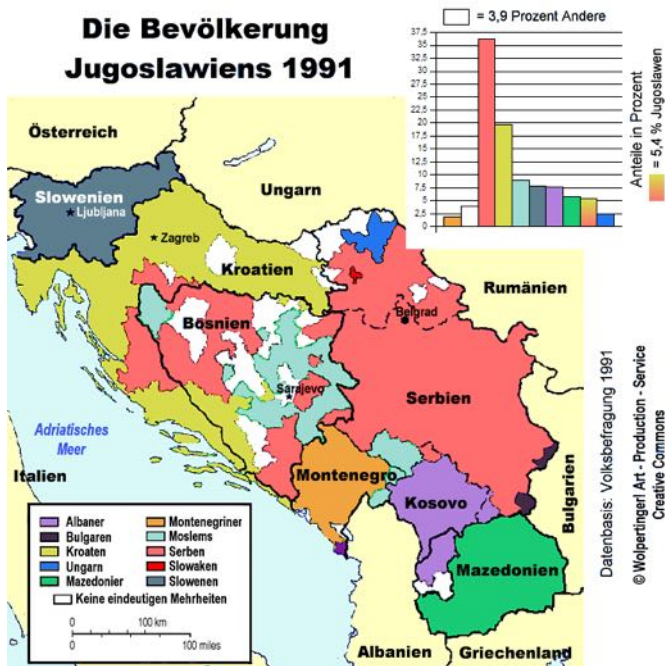 Die Bevölkerung
Jugoslawiens 1991
= 3,9 Prozent Andere
37,5
32,5
30
27,5
25
22,5
20
17,5
15
12,5
10
7,5
5
2,5
0
Anteile in Prozent
= 5,4 % Jugoslawen
Österreich
Ungarn
Slowenien
Ljubljana
Zagreb
Kroatien
Rumänien
Bosnien
Belgrad
Sarajevo
Serbien
Adriatisches
Meer
Italien
Montenegro
Kosovo
Bulgarien
Mazedonien
Albanien
Griechenland
Albaner
Bulgaren
Kroaten
Ungarn
Mazedonier
Montenegriner
Moslems
Serben
Slowaken
Slowenen
Keine eindeutigen Mehrheiten
0 100 km
0 100 miles
Datenbasis: Volksbefragung 1991
© Wolpertingerl Art - Production - Service
Creative Commons